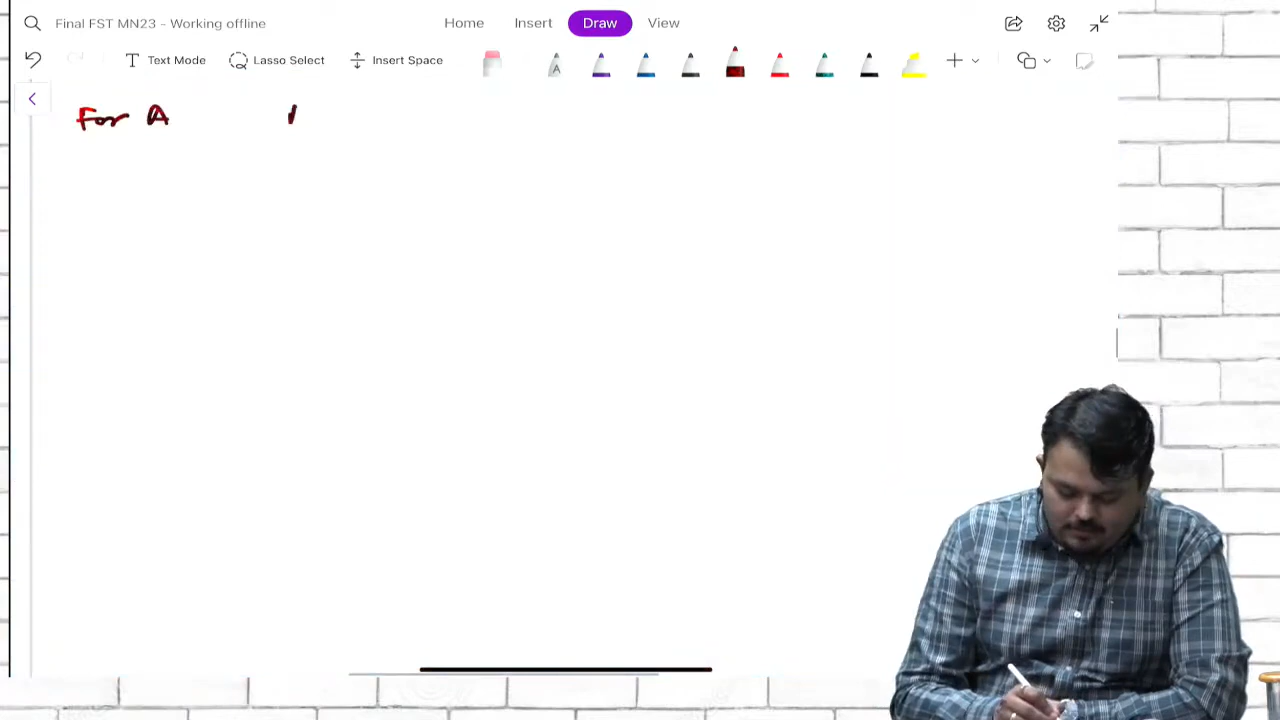 Final FST MN23 - Working offline
Home Insert Draw View
Text Mode Lasso Select Insert Space
For A